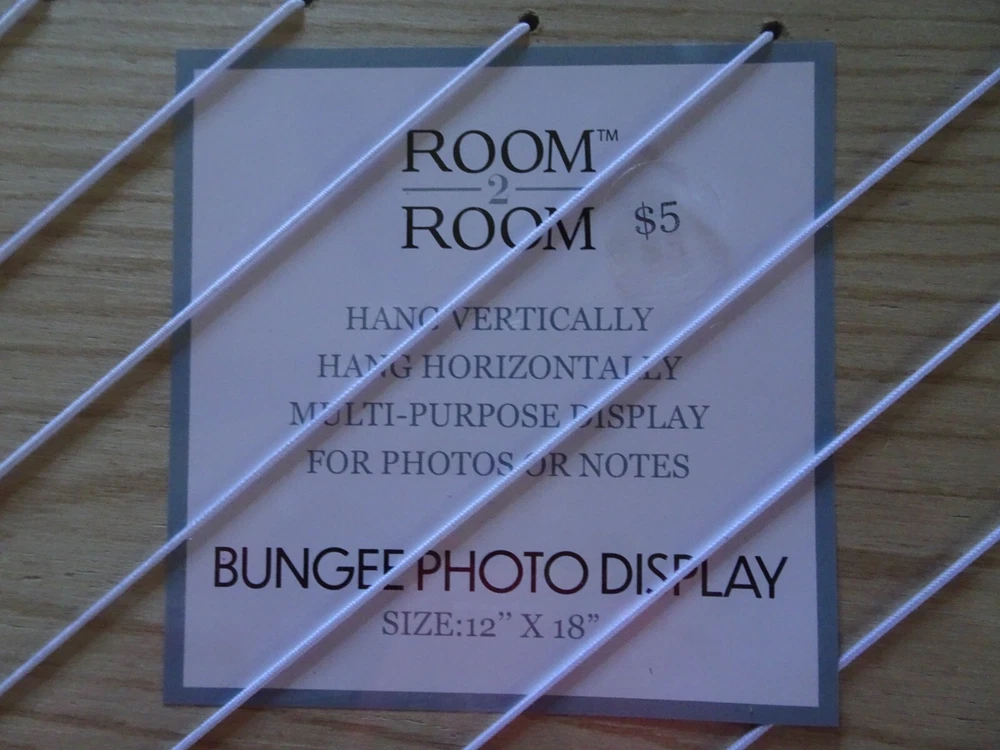 ROOM™
2
ROOM $5
HANG VERTICALLY
HANG HORIZONTALLY
MULTI-PURPOSE DISPLAY
FOR PHOTOS OR NOTES
BUNGEE PHOTO DISPLAY
SIZE:12” X 18”